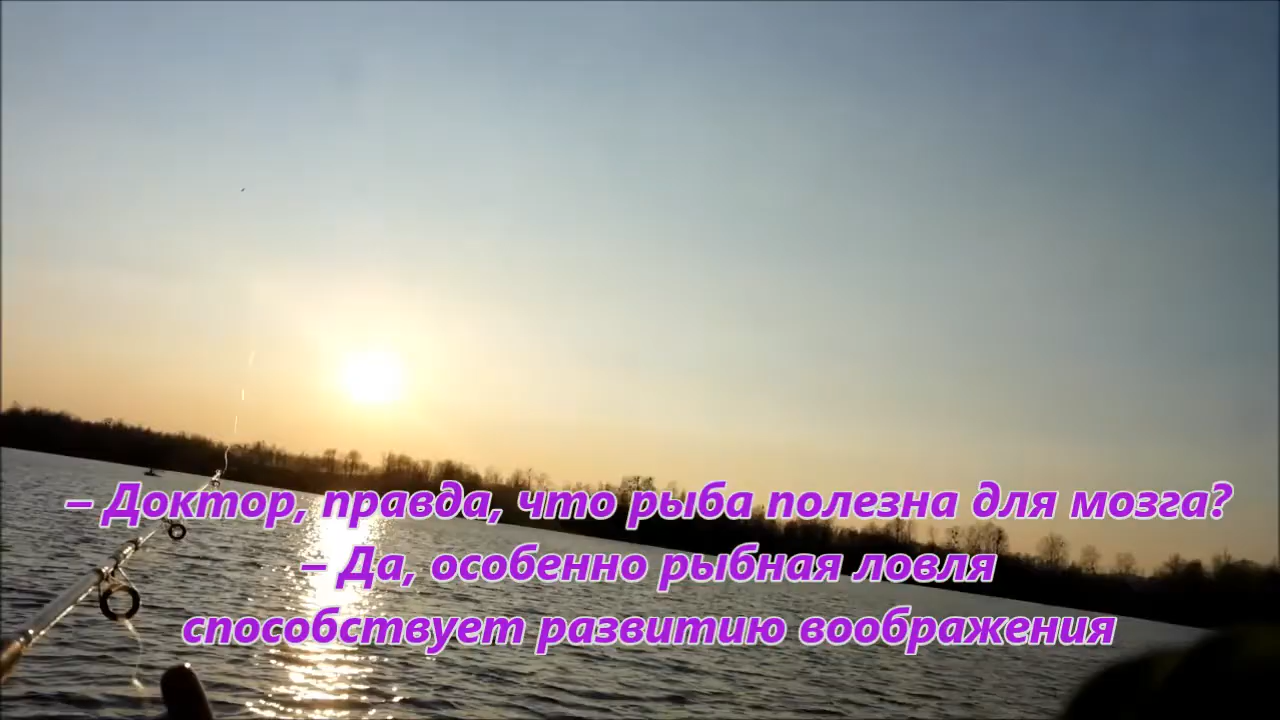 – Доктор, правда, что рыба полезна для мозга?
– Да, особенно рыбная ловля
способствует развитию воображения